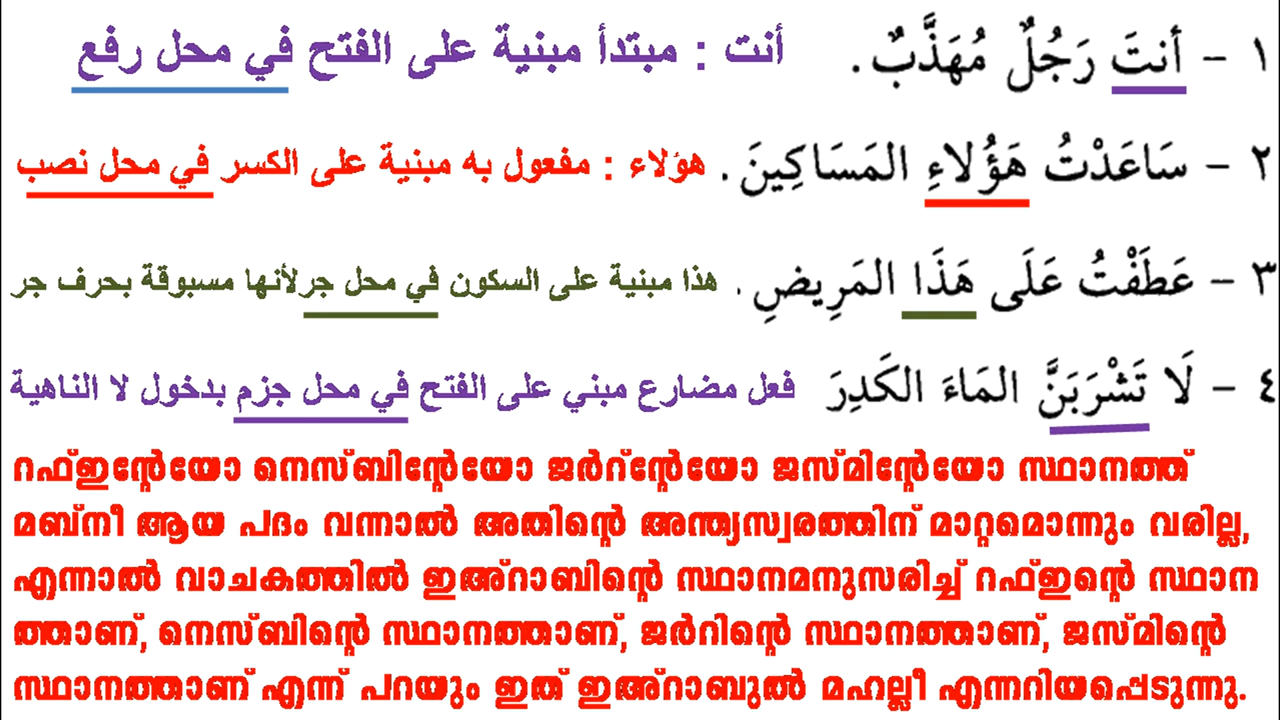 ١ - أنتَ رَجُلٌ مُهَذَّبٌ. أنت : مبتدأ مبنية على الفتح في محل رفع
٢ - سَاعَدْتُ هَؤُلاءِ المَسَاكِينَ. هؤلاء : مفعول به مبنية على الكسر في محل نصب
٣ - عَطَفْتُ عَلَى هَذَا المَرِيضِ. هذا مبنية على السكون في محل جرلأنها مسبوقة بحرف جر
٤ - لَا تَشْرَبَنَّ المَاءَ الكَدِرَ فعل مضارع مبني على الفتح في محل جزم بدخول لا الناهية
റഫ്ഇന്റേയോ നെസ്ബിന്റേയോ ജർറ്ന്റേയോ ജസ്മിന്റേയോ സ്ഥാനത്ത്
മബ്നീ ആയ പദം വന്നാൽ അതിന്റെ അന്ത്യസ്വരത്തിന് മാറ്റമൊന്നും വരില്ല,
എന്നാൽ വാചകത്തിൽ ഇഅ്റാബിന്റെ സ്ഥാനമനുസരിച്ച് റഫ്ഇന്റെ സ്ഥാന
ത്താണ്, നെസ്ബിന്റെ സ്ഥാനത്താണ്, ജർറിന്റെ സ്ഥാനത്താണ്, ജസ്മിന്റെ
സ്ഥാനത്താണ് എന്ന് പറയും ഇത് ഇഅ്റാബുൽ മഹല്ലീ എന്നറിയപ്പെടുന്നു.